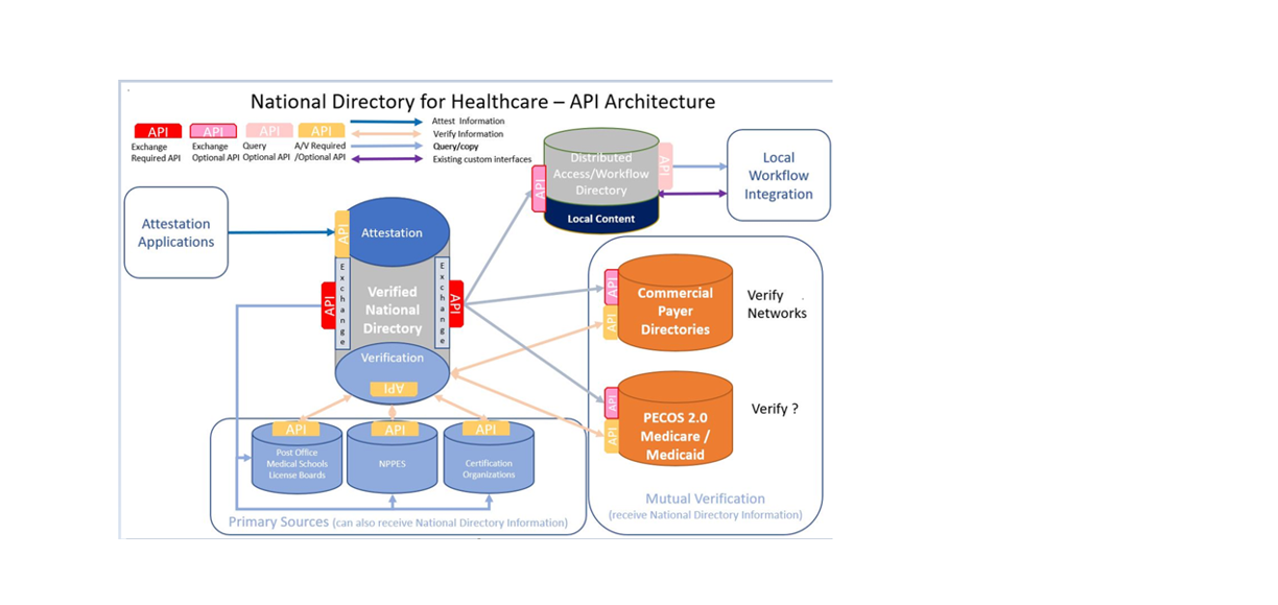 National Directory for Healthcare – API Architecture
API
API
API
API
Exchange
Required API
Exchange
Optional API
Query
Optional API
A/V Required
/Optional API
Attest Information
Verify Information
Query/copy
Existing custom interfaces
Attestation
Applications
API
Attestation
API
Exchange
Verified
National
Directory
Exchange
API
Verification
API
API
Distributed
Access/Workflow
Directory
Local Content
API
Local
Workflow
Integration
API
API
Commercial
Payer
Directories
Verify
Networks
API
API
PECOS 2.0
Medicare /
Medicaid
Verify ?
Mutual Verification
(receive National Directory Information)
API
Post Office
Medical Schools
License Boards
API
NPPES
API
Certification
Organizations
Primary Sources (can also receive National Directory Information)